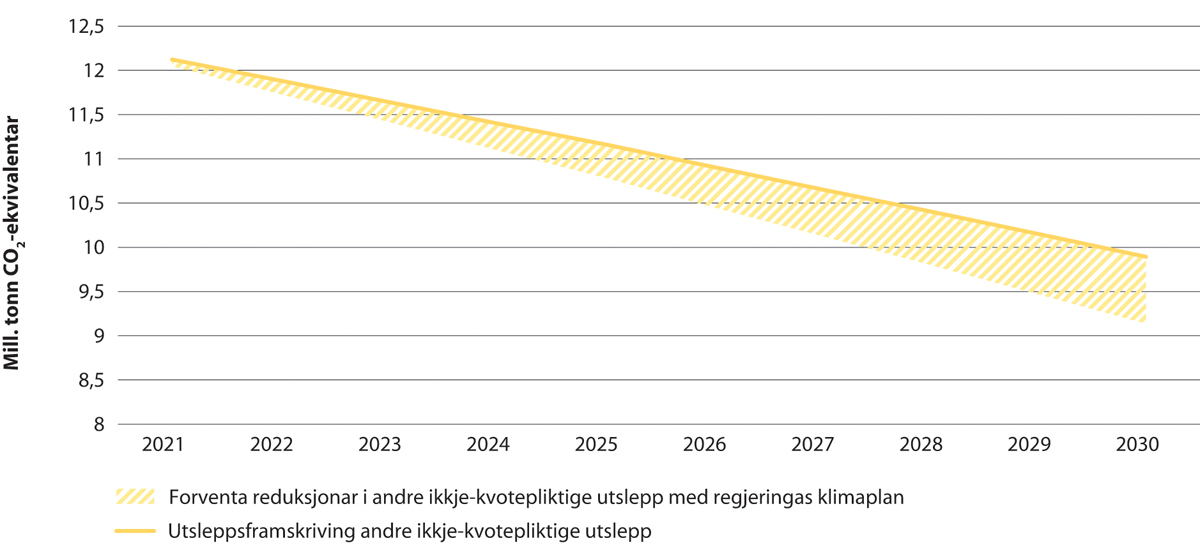 Mill. tonn CO₂-ekvivalentar
12,5
12
11,5
11
10,5
10
9,5
9
8,5
8
2021 2022 2023 2024 2025 2026 2027 2028 2029 2030
Forventa reduksjonar i andre ikkje-kvotepliktige utslepp med regjeringas klimaplan
Utsleppsframskriving andre ikkje-kvotepliktige utslepp